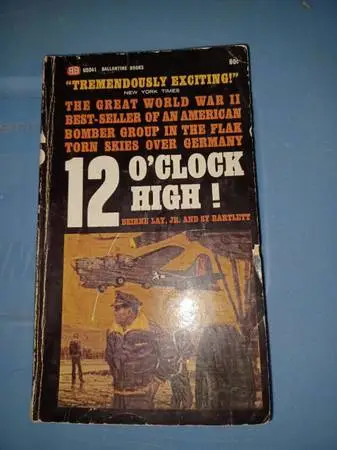 BB U5041 BALLANTINE BOOKS 60c
"TREMENDOUSLY EXCITING!"
NEW YORK TIMES
THE GREAT WORLD WAR II
BEST-SELLER OF AN AMERICAN
BOMBER GROUP IN THE FLAK
TORN SKIES OVER GERMANY
12 O'CLOCK
HIGH!
BEIRNE LAY, JR. AND SY BARTLETT